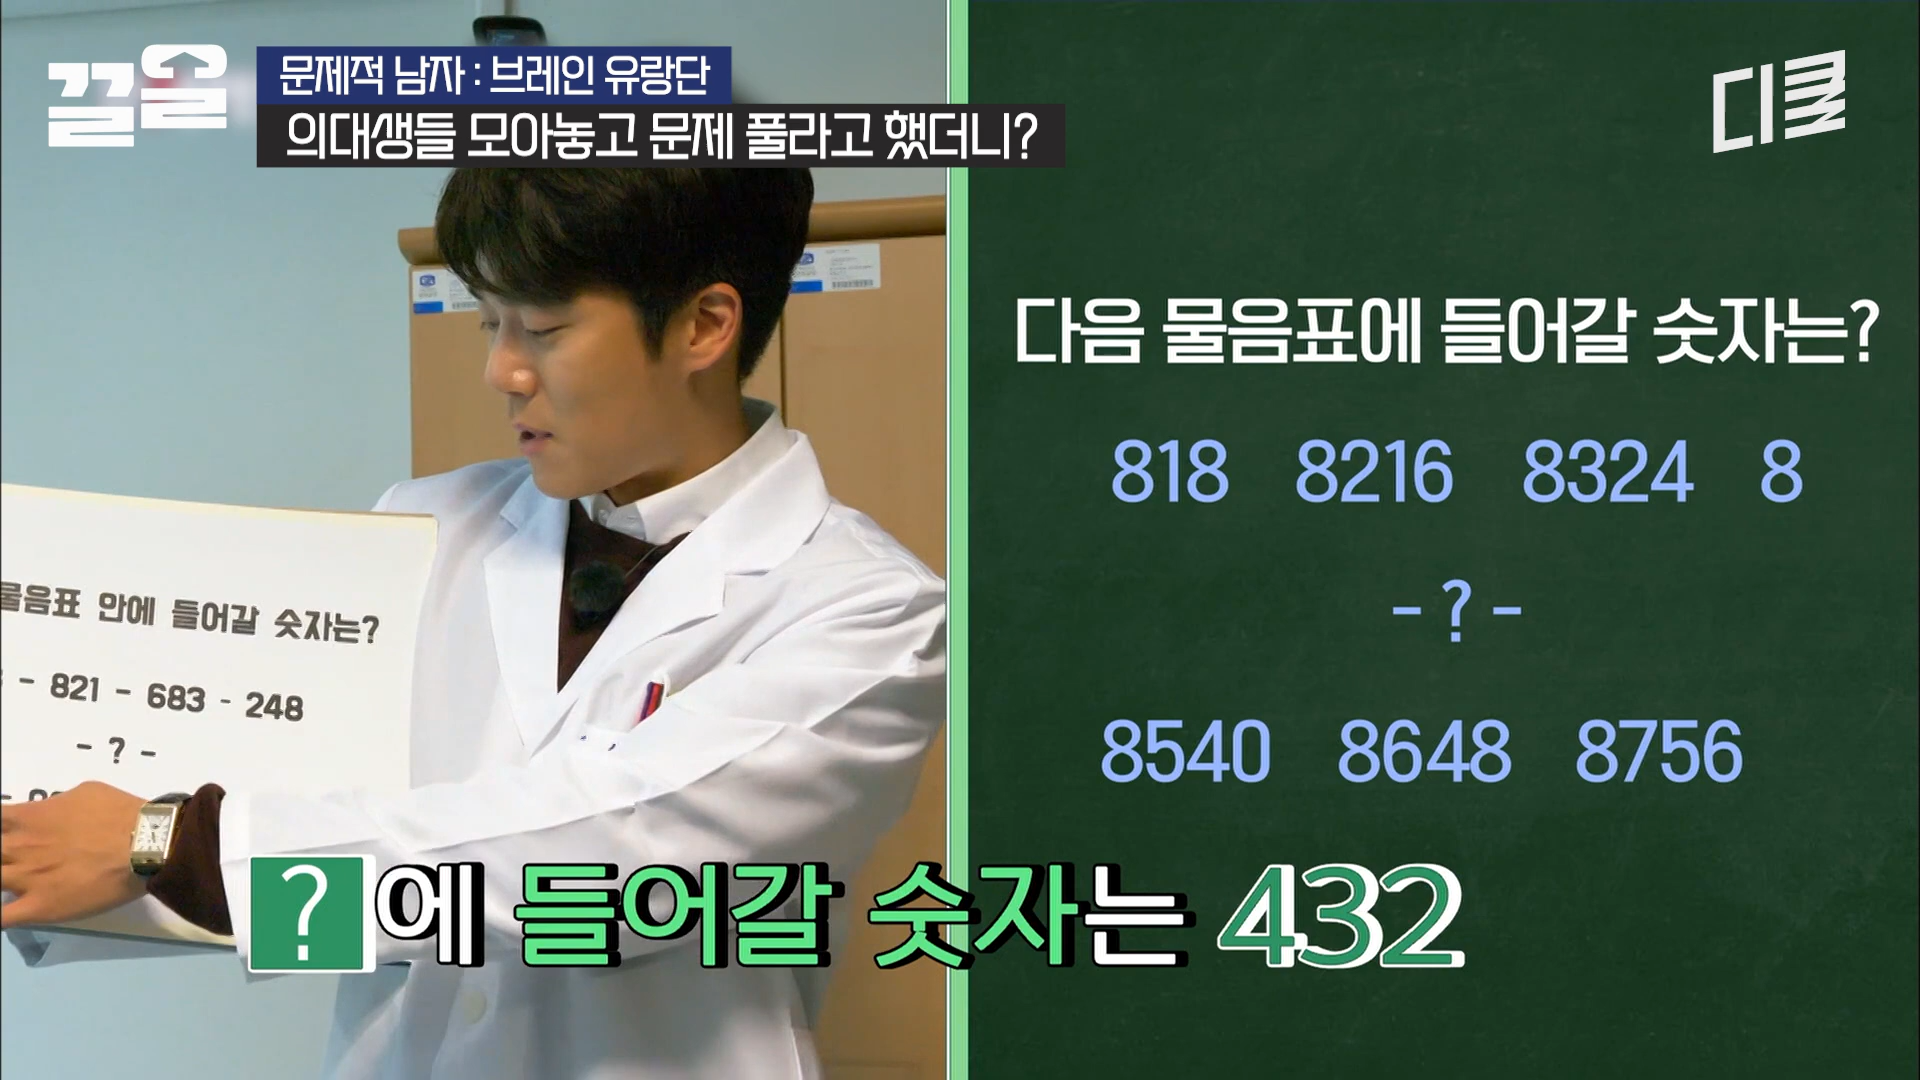 끌올
문제적 남자 : 브레인 유랑단
의대생들 모아놓고 문제 풀라고 했더니?
디클
다음 물음표에 들어갈 숫자는?
818 8216 8324 8
- ? -
8540 8648 8756
물음표 안에 들어갈 숫자는?
- 821 - 683 - 248
- ? -
?에 들어갈 숫자는 432